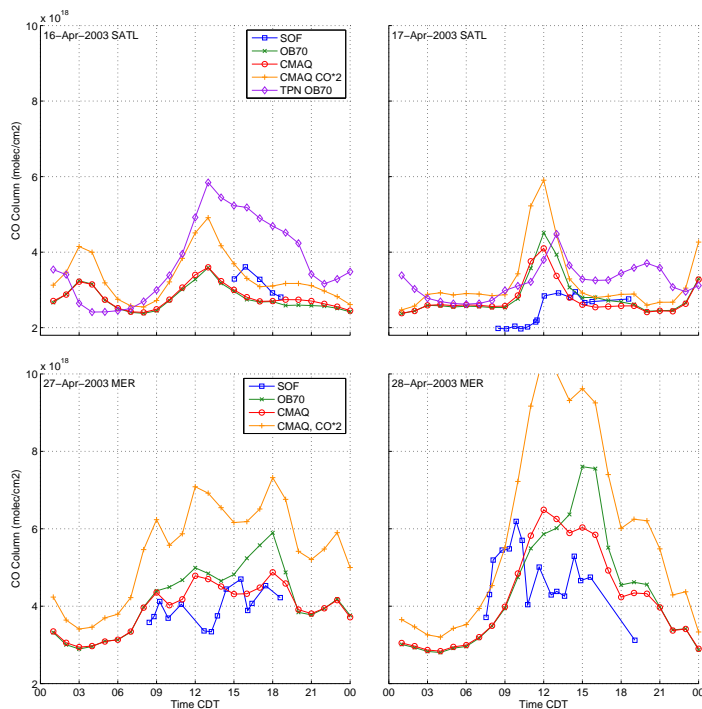 x 10^18
16-Apr-2003 SATL
SOF
OB70
CMAQ
CMAQ CO*2
TPN OB70
10
8
6
4
2
CO Column (molec/cm2)
17-Apr-2003 SATL
10
8
6
4
2
x 10^18
27-Apr-2003 MER
SOF
OB70
CMAQ
CMAQ, CO*2
10
8
6
4
2
CO Column (molec/cm2)
00 03 06 09 12 15 18 21 00
Time CDT
28-Apr-2003 MER
10
8
6
4
2
00 03 06 09 12 15 18 21 00
Time CDT